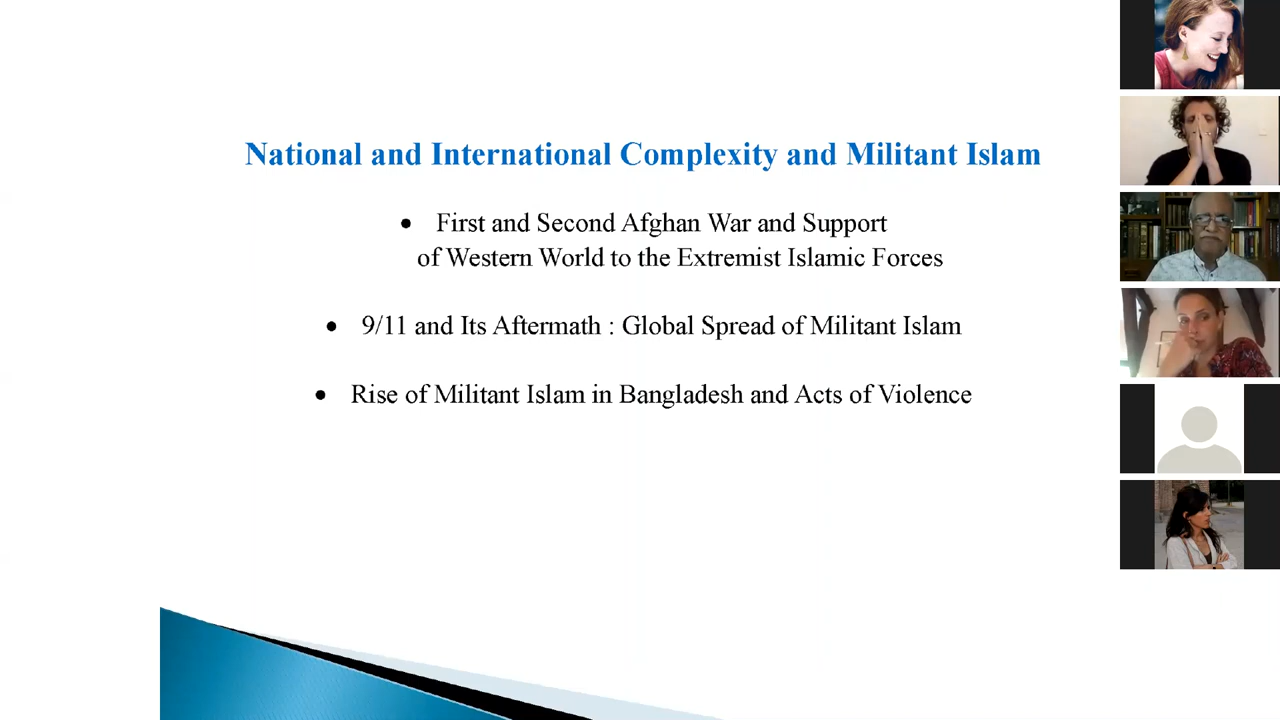 National and International Complexity and Militant Islam
• First and Second Afghan War and Support
of Western World to the Extremist Islamic Forces
• 9/11 and Its Aftermath : Global Spread of Militant Islam
• Rise of Militant Islam in Bangladesh and Acts of Violence